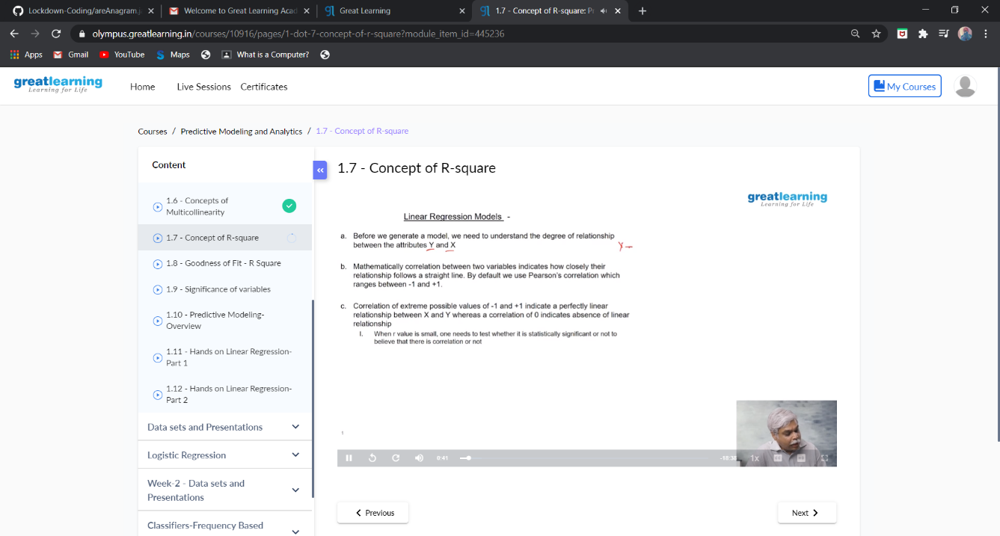 Lockdown-Coding/areAnagram.j
Welcome to Great Learning Acad
Great Learning
1.7 - Concept of R-square: Pr
olympus.greatlearning.in/courses/10916/pages/1-dot-7-concept-of-r-square?module_item_id=445236
Apps Gmail YouTube Maps What is a Computer?
greatlearning
Learning for Life
Home Live Sessions Certificates
My Courses
Courses / Predictive Modeling and Analytics / 1.7 - Concept of R-square
Content
1.6 - Concepts of
Multicollinearity
1.7 - Concept of R-square
1.8 - Goodness of Fit - R Square
1.9 - Significance of variables
1.10 - Predictive Modeling-
Overview
1.11 - Hands on Linear Regression-
Part 1
1.12 - Hands on Linear Regression-
Part 2
Data sets and Presentations
Logistic Regression
Week-2 - Data sets and
Presentations
Classifiers-Frequency Based
1.7 - Concept of R-square
greatlearning
Learning for Life
Linear Regression Models -
a. Before we generate a model, we need to understand the degree of relationship
between the attributes Y and X
Y –
b. Mathematically correlation between two variables indicates how closely their
relationship follows a straight line. By default we use Pearson's correlation which
ranges between -1 and +1.
c. Correlation of extreme possible values of -1 and +1 indicate a perfectly linear
relationship between X and Y whereas a correlation of 0 indicates absence of linear
relationship
I. When r value is small, one needs to test whether it is statistically significant or not to
believe that there is correlation or not
1
0:41
1x
Previous
Next